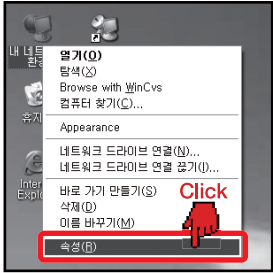 내 네트
환경
열기(O)
탐색(X)
Browse with WinCvs
컴퓨터 찾기(C)...
휴지
Appearance
네트워크 드라이브 연결(N)...
네트워크 드라이브 연결 끊기(I)...
Inter
Explo
바로 가기 만들기(S)
삭제(D)
이름 바꾸기(M)
Click
속성(R)